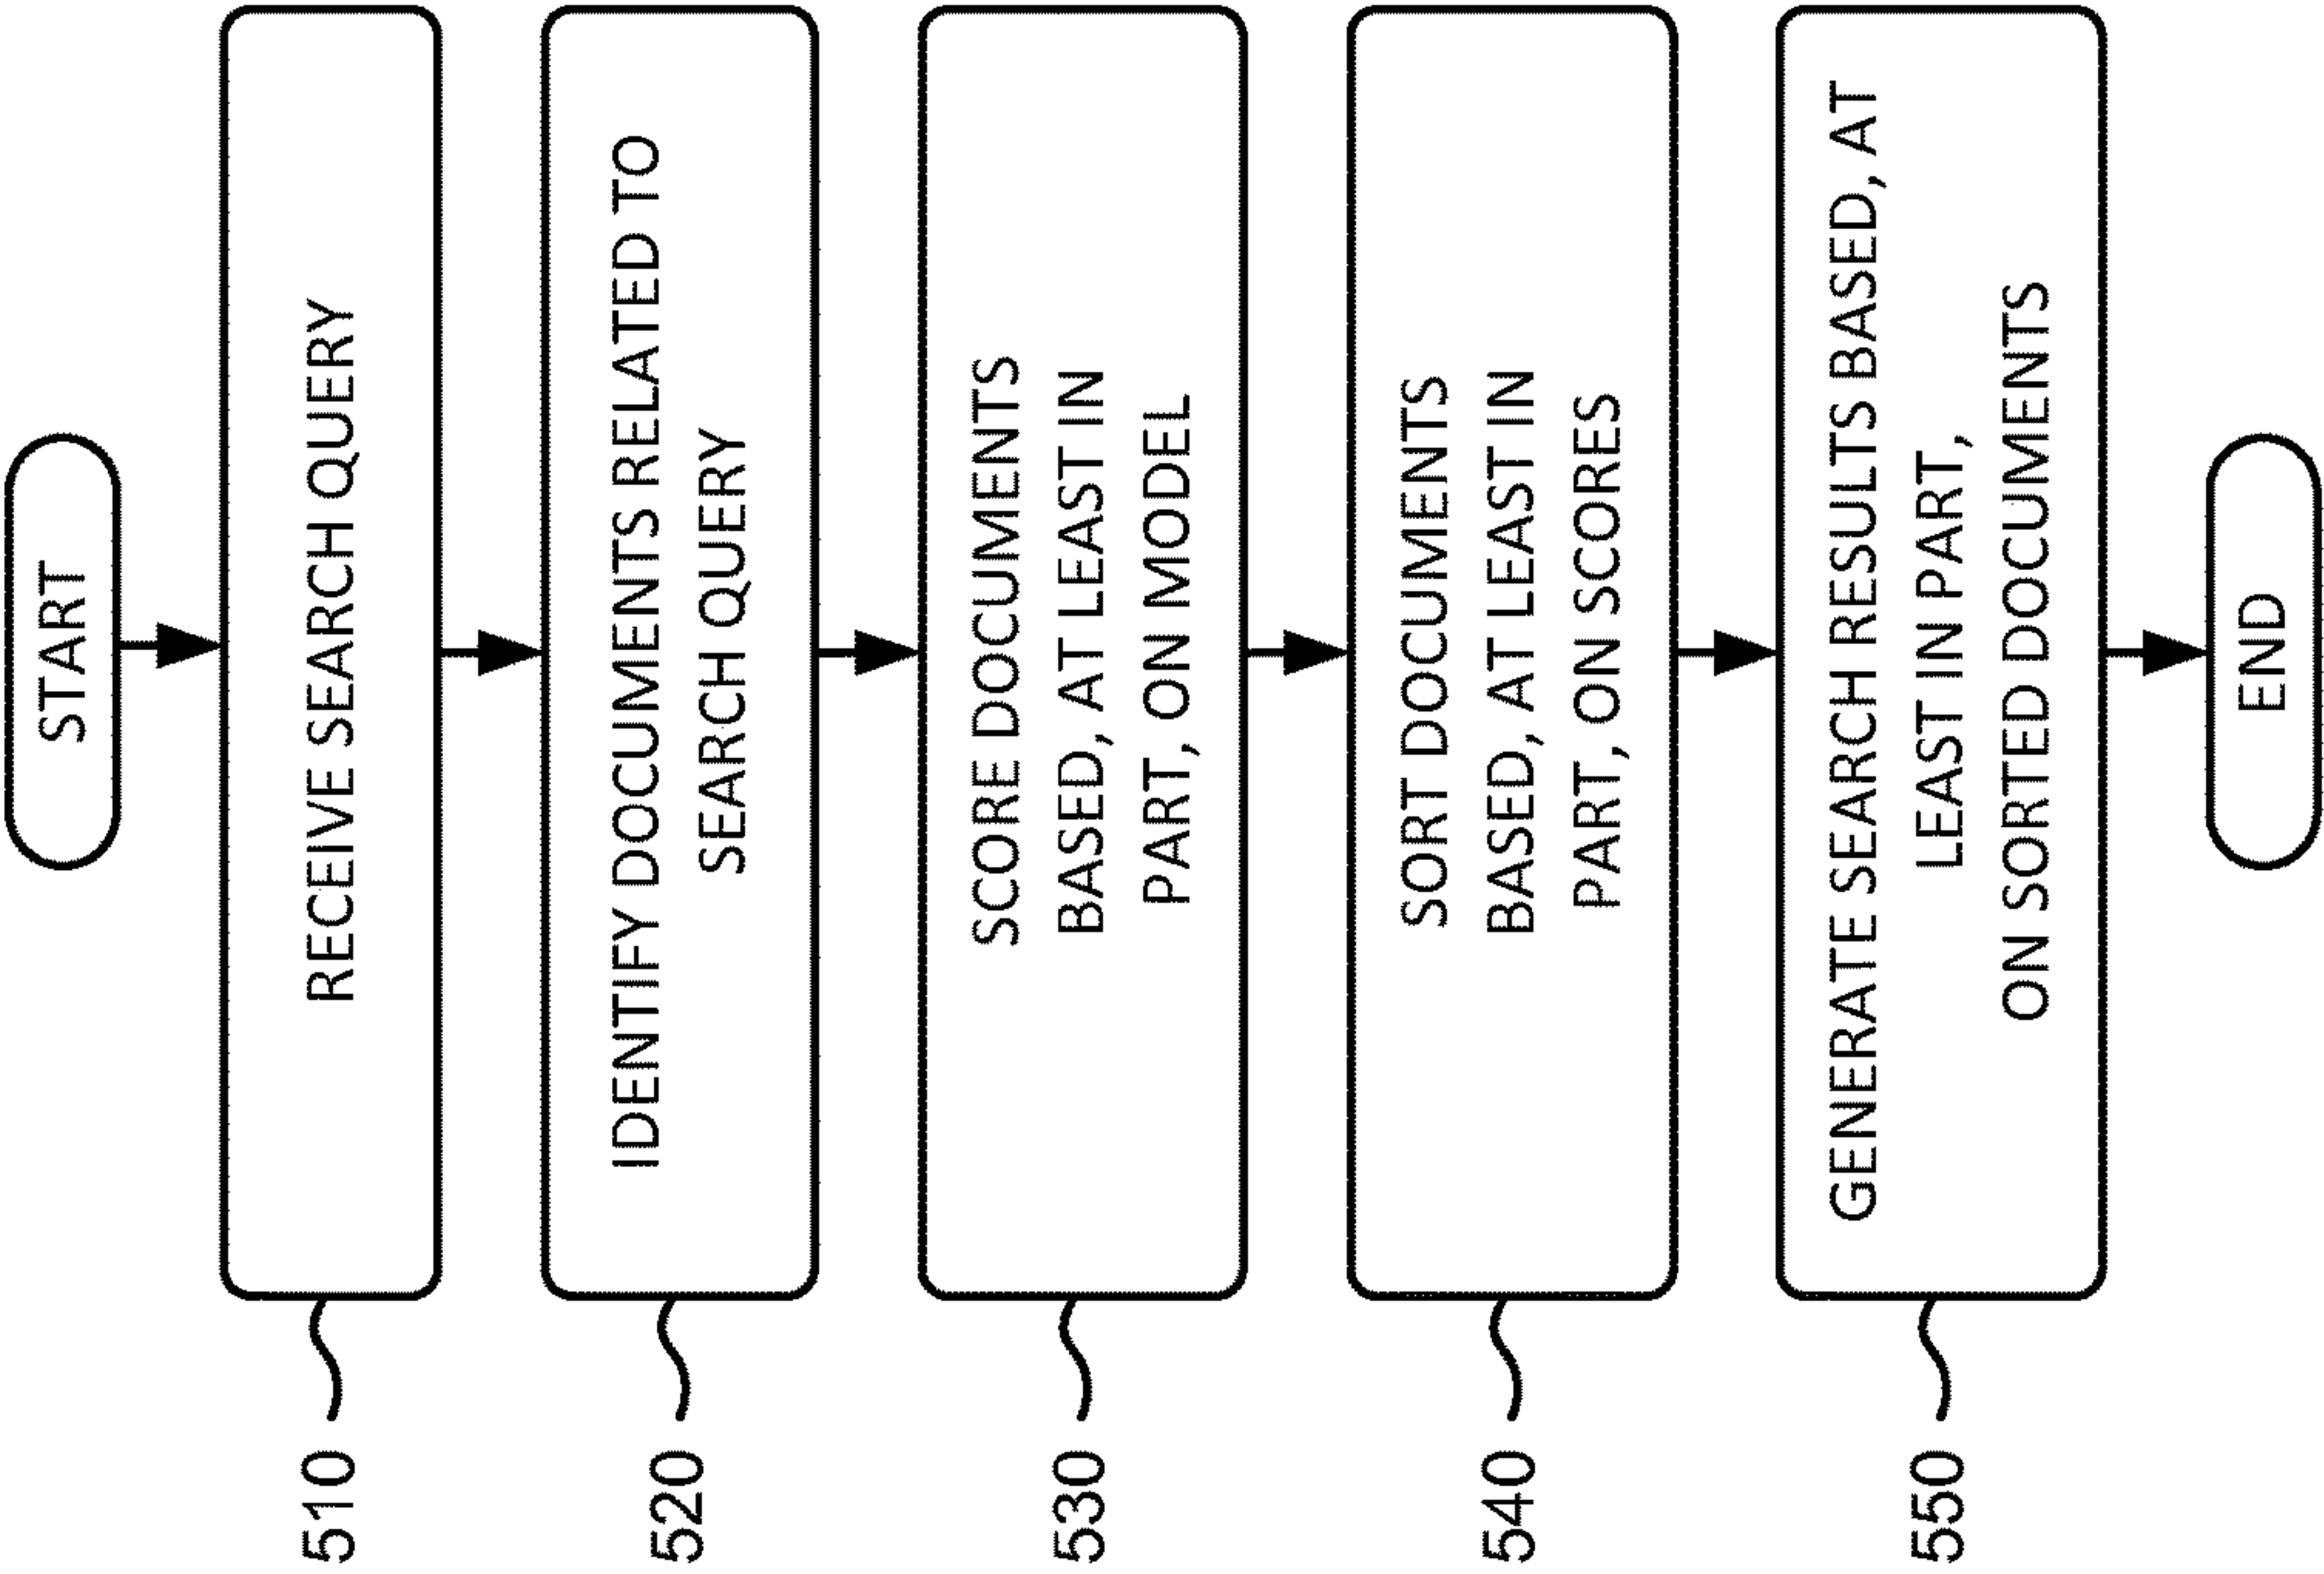 START
RECEIVE SEARCH QUERY
510
IDENTIFY DOCUMENTS RELATED TO
SEARCH QUERY
520
SCORE DOCUMENTS
BASED, AT LEAST IN
PART, ON MODEL
530
SORT DOCUMENTS
BASED, AT LEAST IN
PART, ON SCORES
540
GENERATE SEARCH RESULTS BASED, AT
LEAST IN PART,
ON SORTED DOCUMENTS
550
END